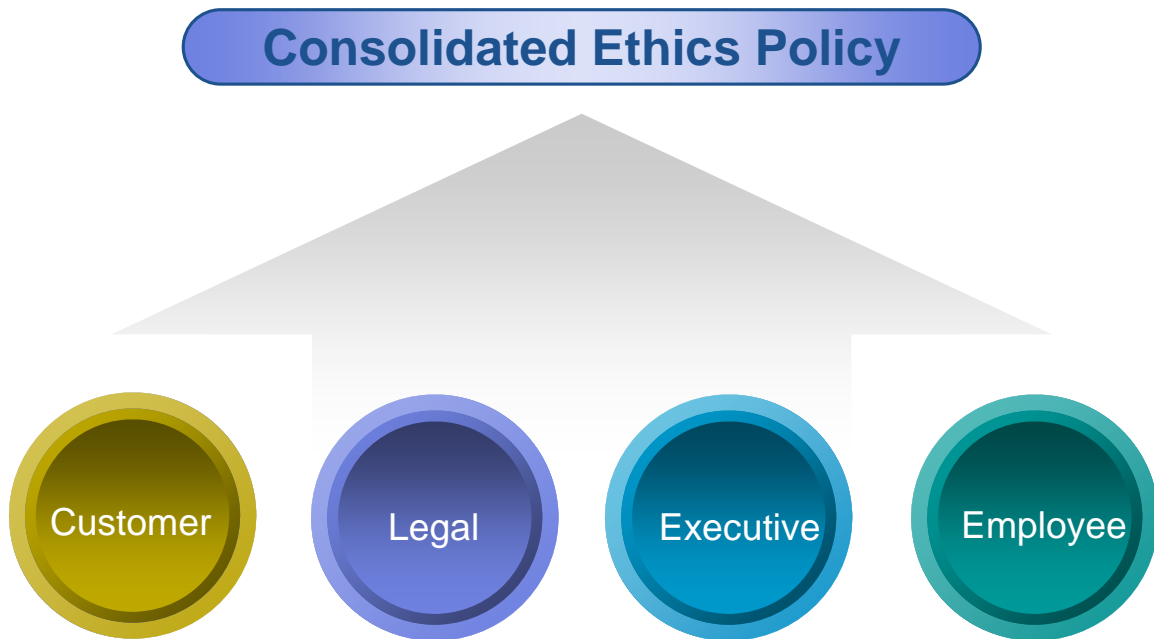 Consolidated Ethics Policy
Customer
Legal
Executive
Employee